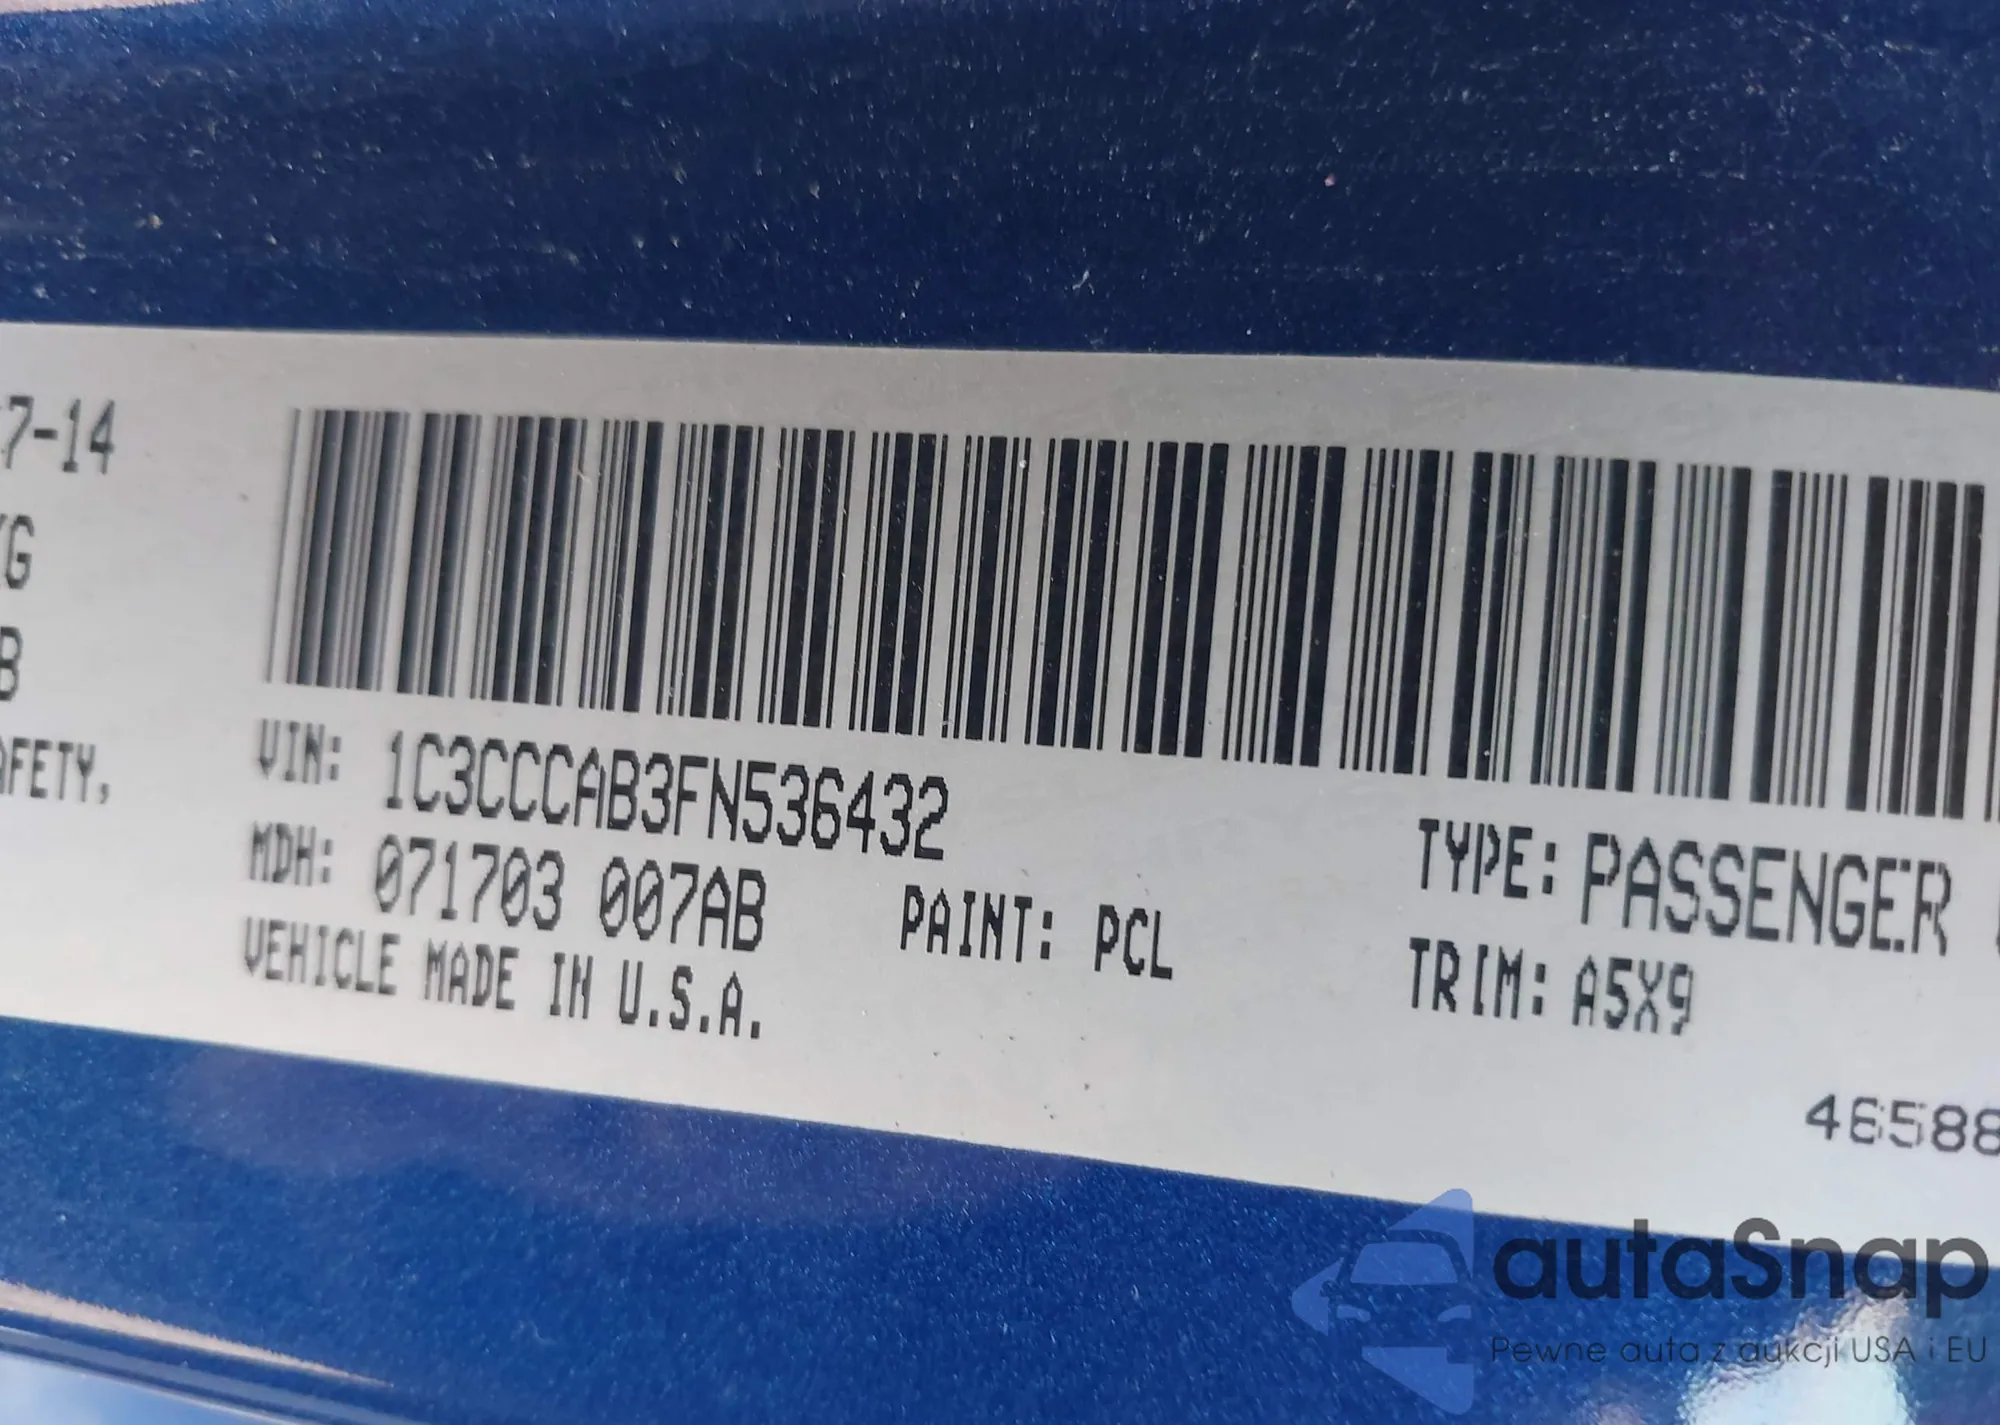 7-14
G
B
AFETY,
VIN: 1C3CCCAB3FN536432
MDH: 071703 007AB
PAINT: PCL
VEHICLE MADE IN U.S.A.
TYPE: PASSENGER
TRIM: A5X9
46588
autaSnap
Pewne auta z aukcji USA i EU